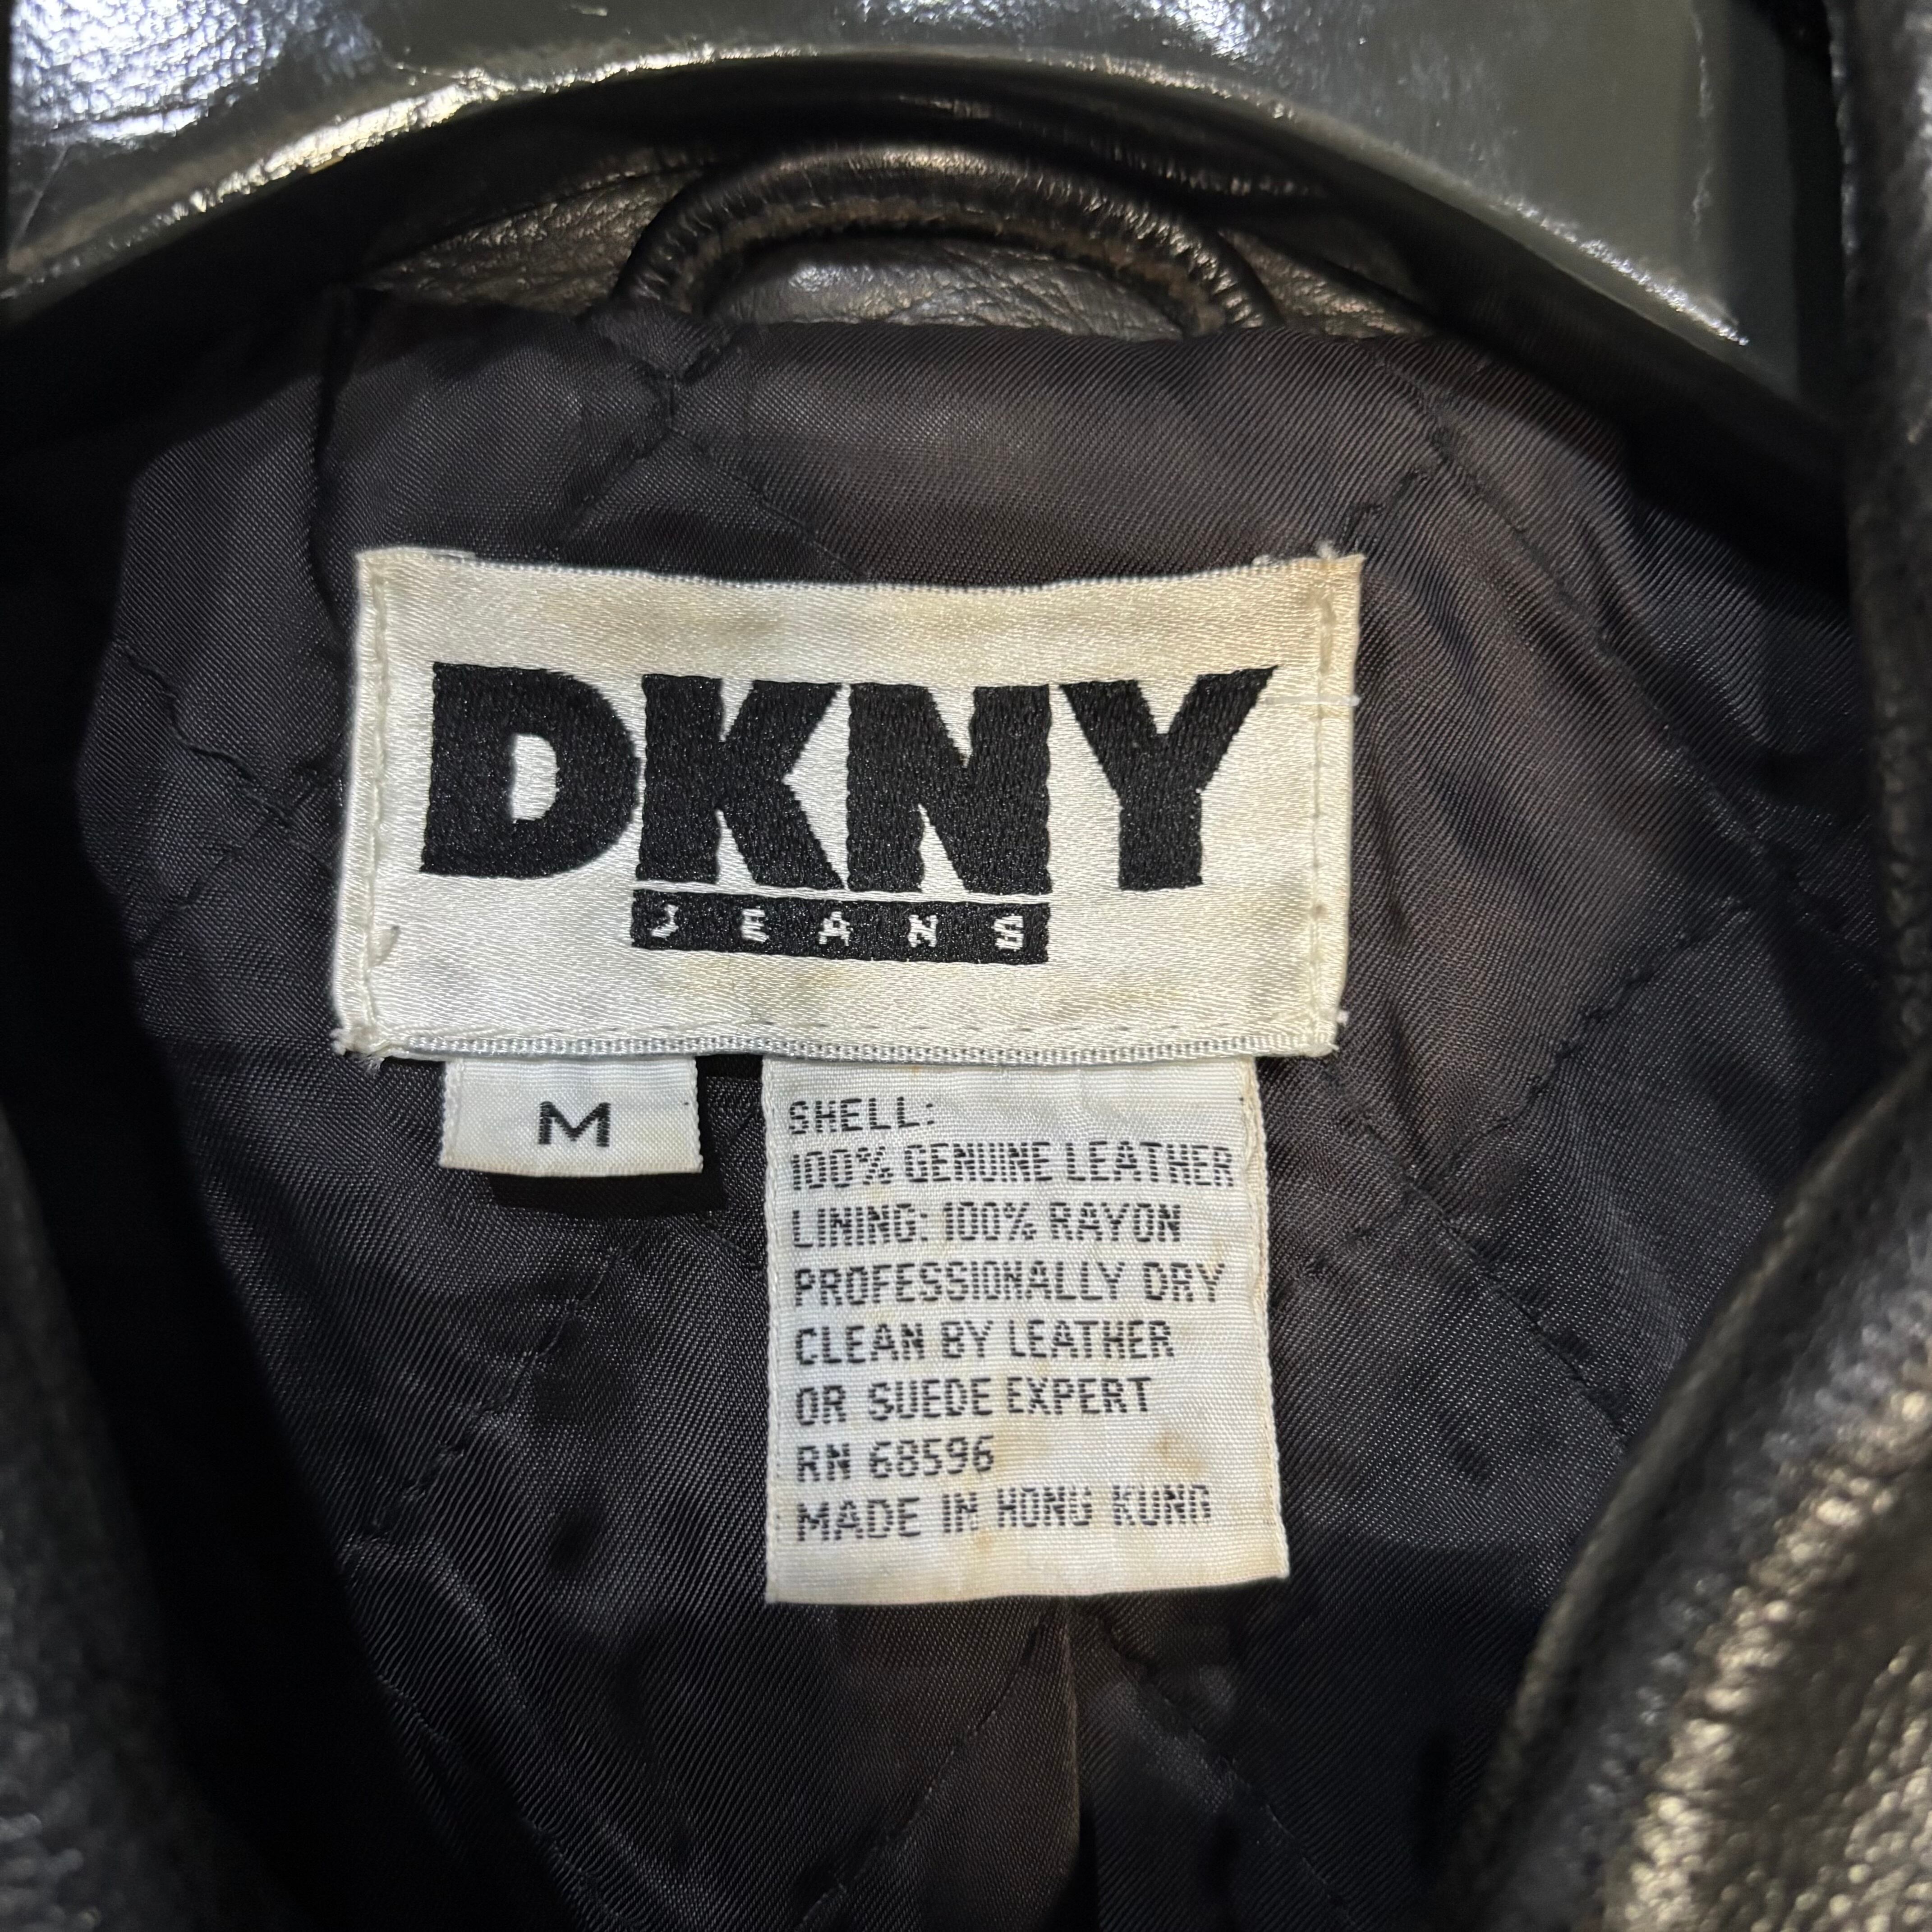 DKNY
JEANS
M
SHELL:
100% GENUINE LEATHER
LINING: 100% RAYON
PROFESSIONALLY DRY
CLEAN BY LEATHER
OR SUEDE EXPERT
RN 68596
MADE IN HONG KONG